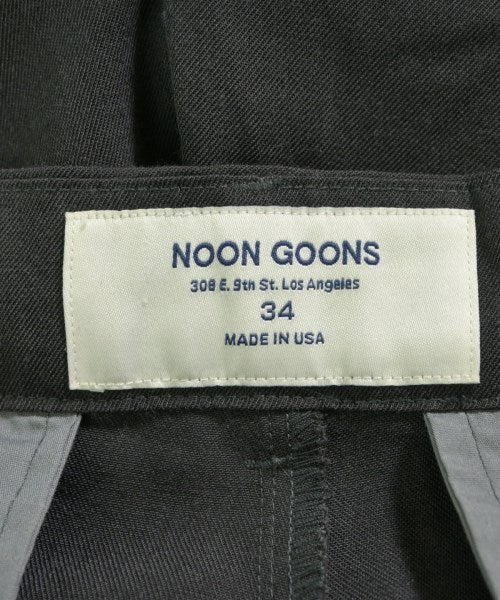 NOON GOONS
308 E. 9th St. Los Angeles
34
MADE IN USA